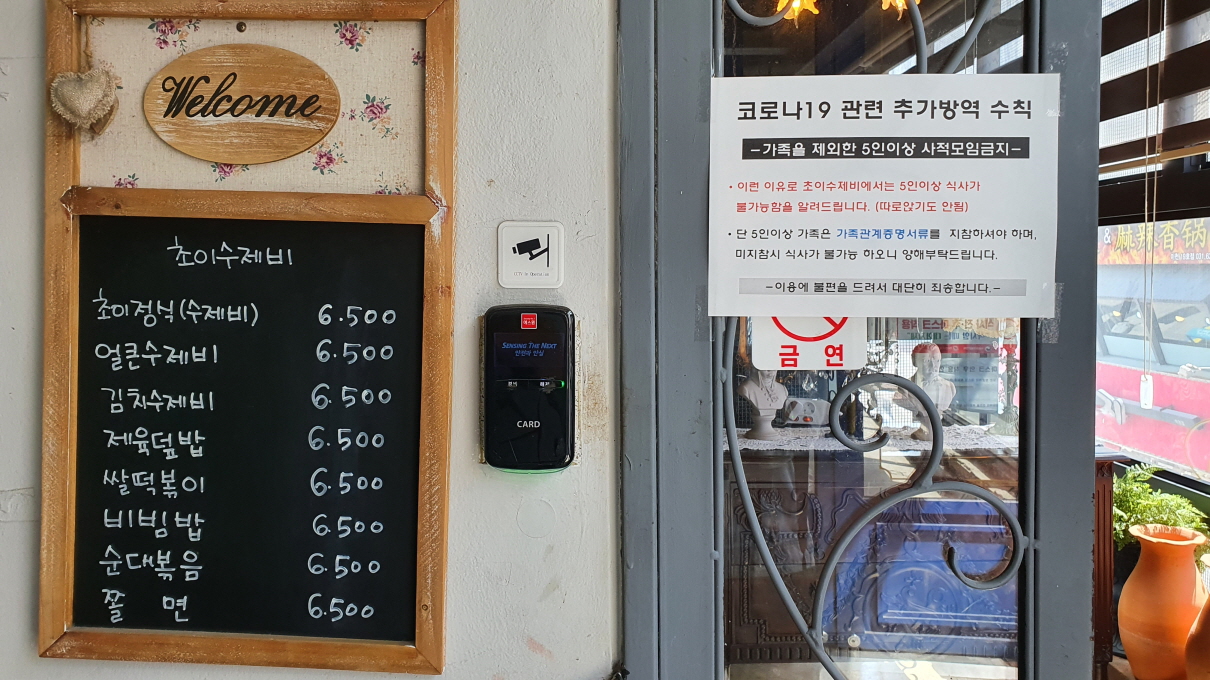 Welcome
초이수제비
초이정식(수제비) 6.500
얼큰수제비 6.500
김치수제비 6.500
제육덮밥 6.500
쌀떡볶이 6.500
비빔밥 6.500
순대볶음 6.500
쫄 면 6.500
SENSING THE NEXT
CARD
코로나19 관련 추가방역 수칙
-가족을 제외한 5인이상 사적모임금지-
• 이런 이유로 초이수제비에서는 5인이상 식사가
불가능함을 알려드립니다. (따로앉기도 안됨)
• 단 5인이상 가족은 가족관계증명서류를 지참하셔야 하며,
미지참시 식사가 불가능 하오니 양해부탁드립니다.
-이용에 불편을 드려서 대단히 죄송합니다.-
금 연
& 麻辣香锅